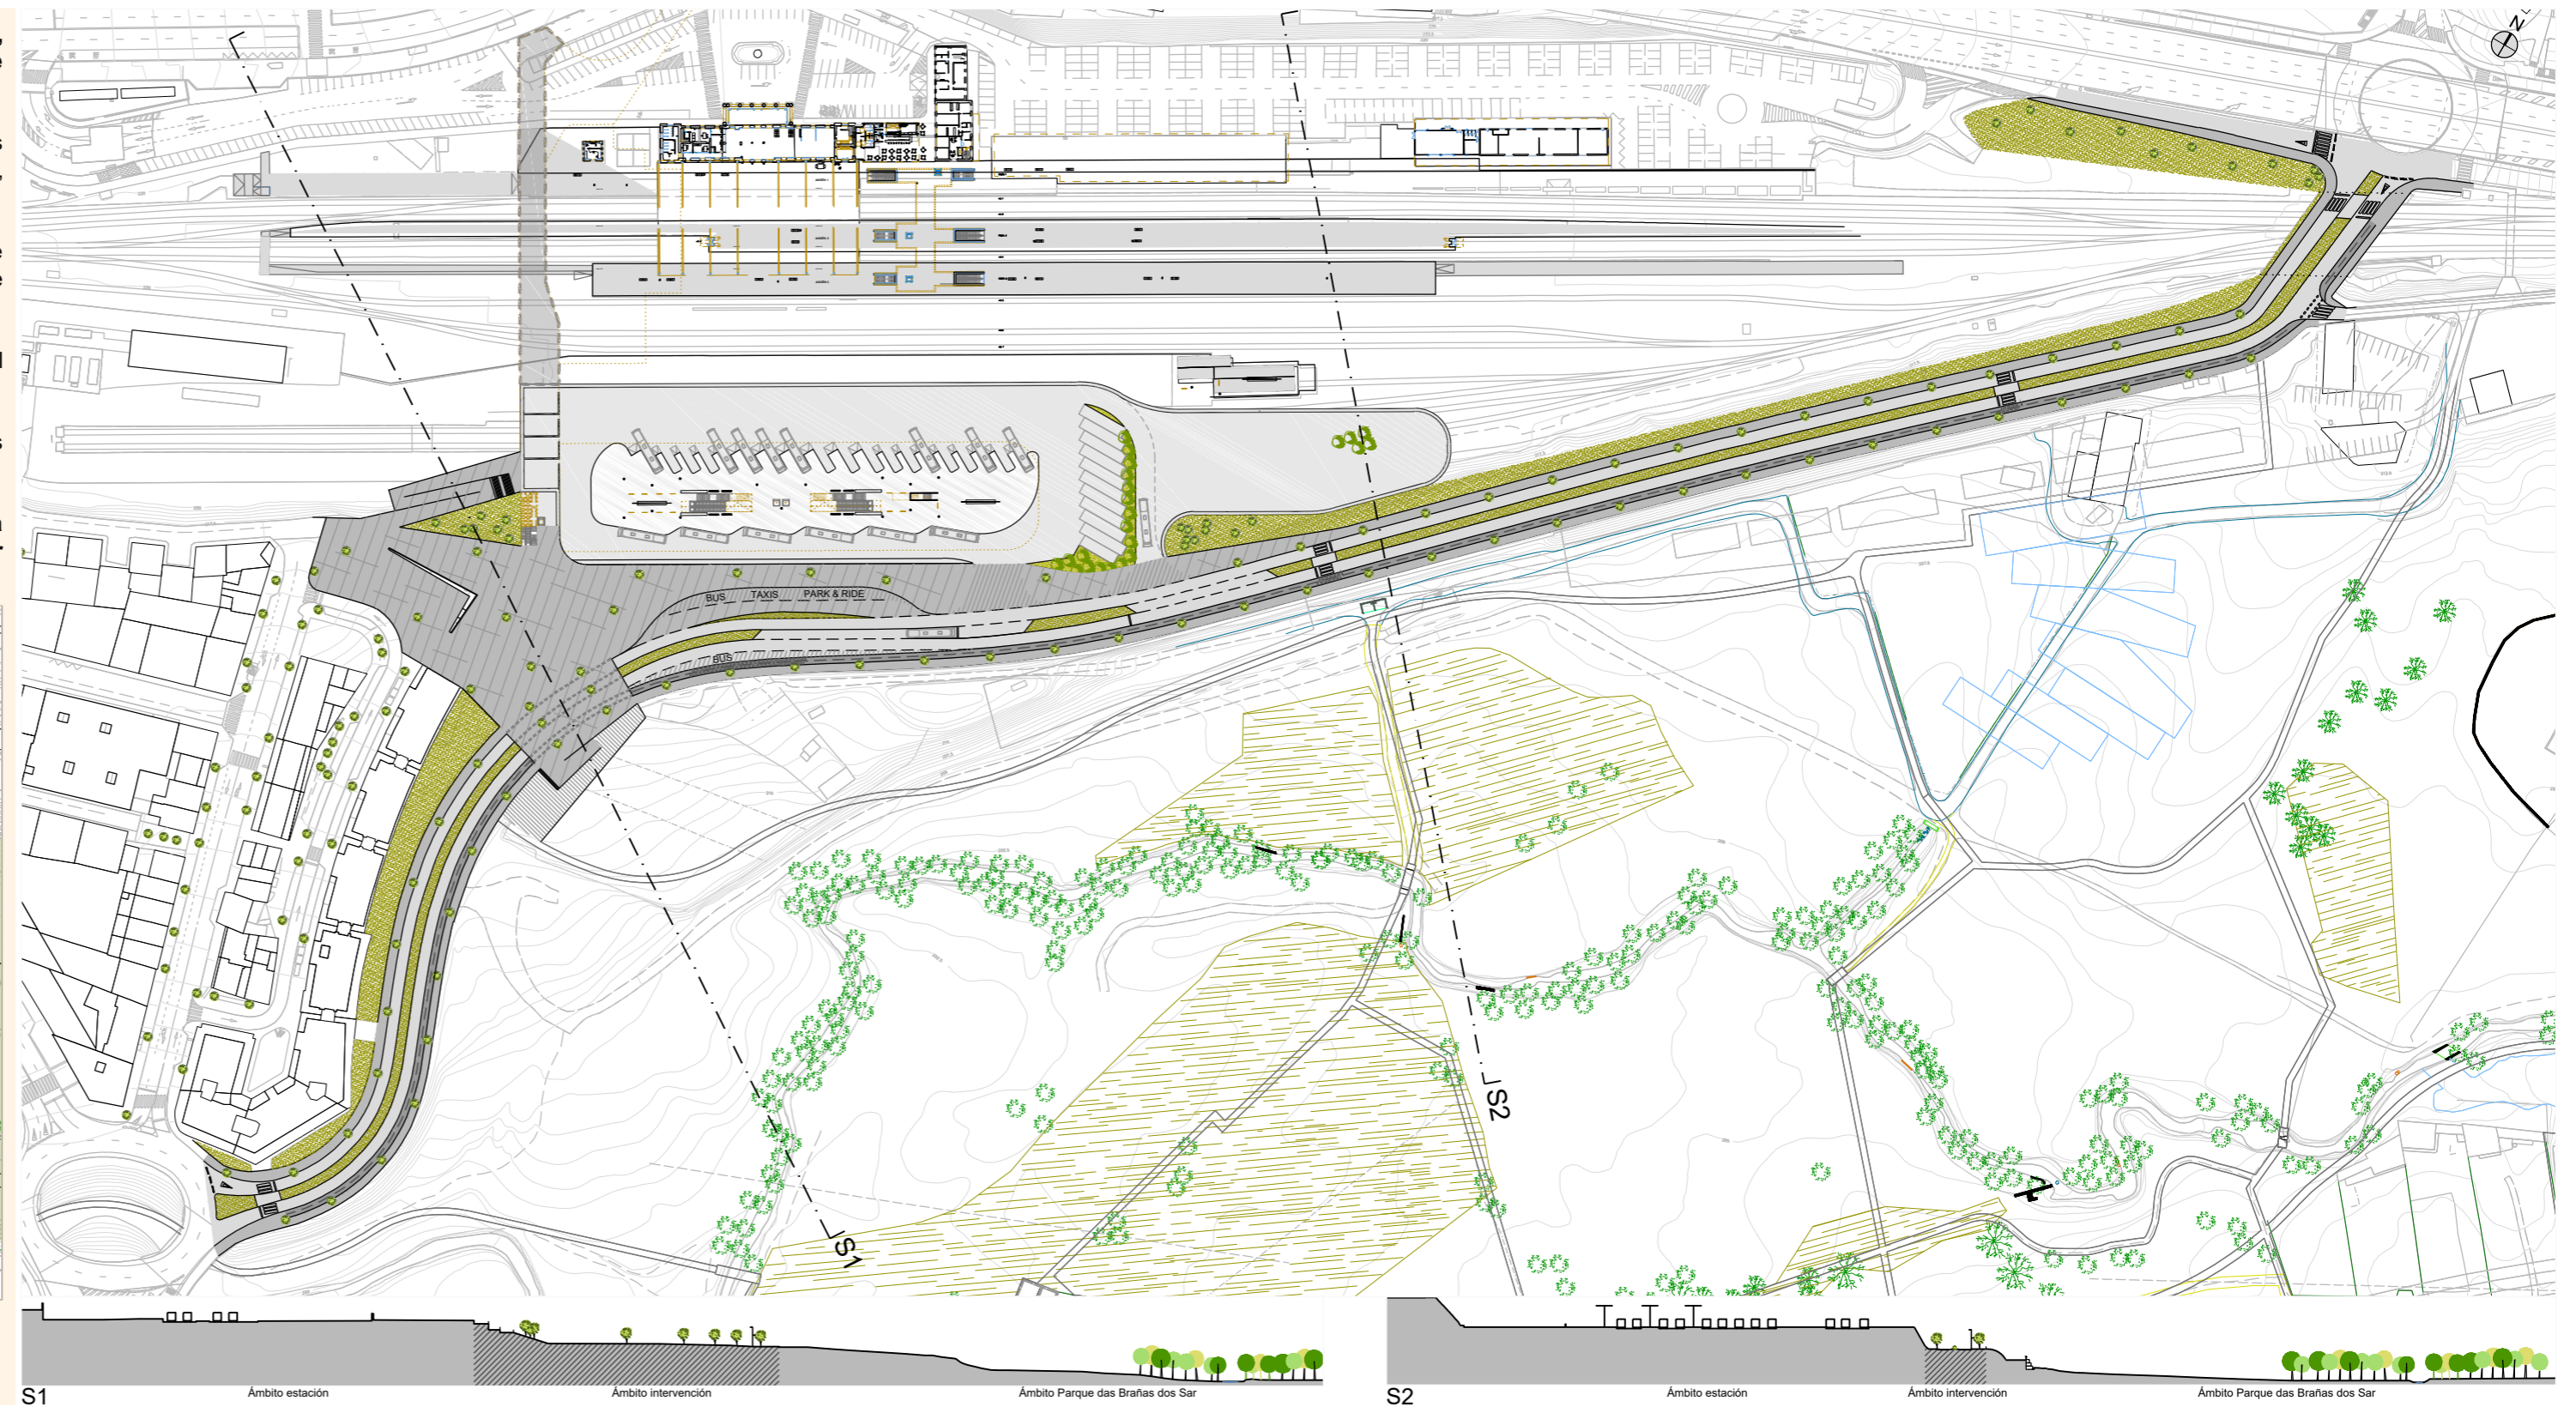 N
BUS TAXIS PARK & RIDE
BUS
S2
S1
S1
Ámbito estación
Ámbito intervención
Ámbito Parque das Brañas dos Sar
S2
Ámbito estación
Ámbito intervención
Ámbito Parque das Brañas dos Sar